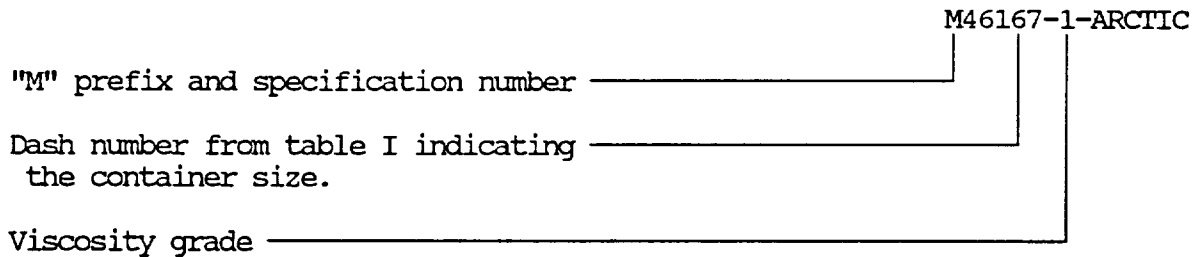 M46167-1-ARCTIC
"M" prefix and specification number
Dash number from table I indicating
the container size.
Viscosity grade